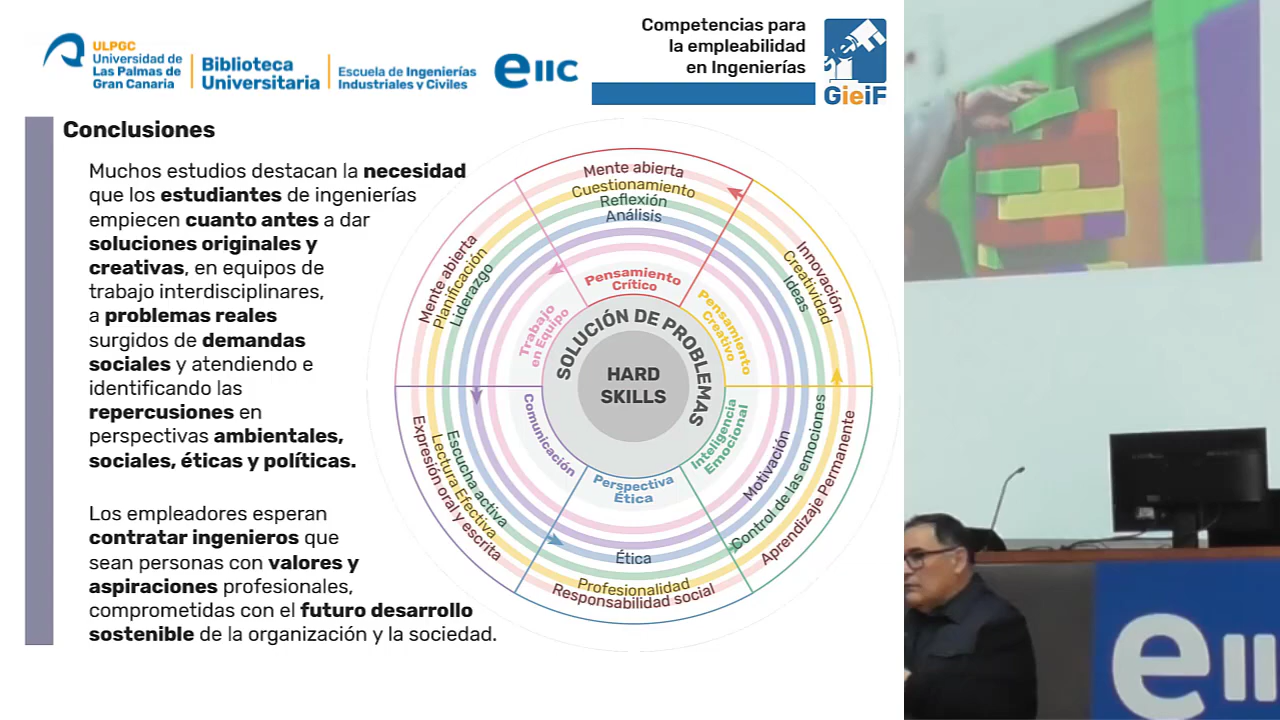 ULPGC
Universidad de
Las Palmas de
Gran Canaria
Biblioteca
Universitaria
Escuela de Ingenierías
Industriales y Civiles
eiic
Competencias para
la empleabilidad
en Ingenierías
GieiF
Conclusiones
Muchos estudios destacan la necesidad
que los estudiantes de ingenierías
empiecen cuanto antes a dar
soluciones originales y
creativas, en equipos de
trabajo interdisciplinares,
a problemas reales
surgidos de demandas
sociales y atendiendo e
identificando las
repercusiones en
perspectivas ambientales,
sociales, éticas y políticas.
Los empleadores esperan
contratar ingenieros que
sean personas con valores y
aspiraciones profesionales,
comprometidas con el futuro desarrollo
sostenible de la organización y la sociedad.
Mente abierta
Cuestionamiento
Reflexión
Análisis
Pensamiento
Crítico
Innovación
Creatividad
Ideas
Pensamiento
Creativo
Mente abierta
Planificación
Liderazgo
Trabajo
en Equipo
SOLUCIÓN DE PROBLEMAS
HARD
SKILLS
Comunicación
Escucha activa
Lectura Efectiva
Expresión oral y escrita
Inteligencia
Emocional
Motivación
Control de las emociones
Aprendizaje Permanente
Perspectiva
Ética
Ética
Profesionalidad
Responsabilidad social
eii